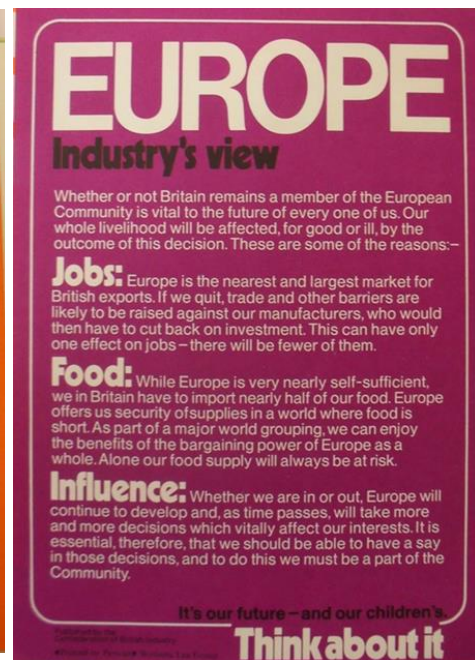 EUROPE
Industry's view
Whether or not Britain remains a member of the European
Community is vital to the future of every one of us. Our
whole livelihood will be affected, for good or ill, by the
outcome of this decision. These are some of the reasons:–
Jobs: Europe is the nearest and largest market for
British exports. If we quit, trade and other barriers are
likely to be raised against our manufacturers, who would
then have to cut back on investment. This can have only
one effect on jobs – there will be fewer of them.
Food: While Europe is very nearly self-sufficient,
we in Britain have to import nearly half of our food. Europe
offers us security of supplies in a world where food is
short. As part of a major world grouping, we can enjoy
the benefits of the bargaining power of Europe as a
whole. Alone our food supply will always be at risk.
Influence: Whether we are in or out, Europe will
continue to develop and, as time passes, will take more
and more decisions which vitally affect our interests. It is
essential, therefore, that we should be able to have a say
in those decisions, and to do this we must be a part of the
Community.
It's our future – and our children's.
Published by the
Confederation of British Industry
Think about it